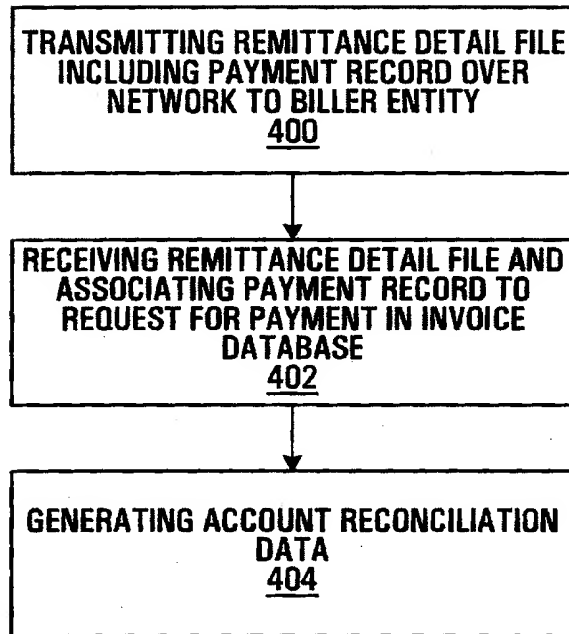 TRANSMITTING REMITTANCE DETAIL FILE
INCLUDING PAYMENT RECORD OVER
NETWORK TO BILLER ENTITY
400
RECEIVING REMITTANCE DETAIL FILE AND
ASSOCIATING PAYMENT RECORD TO
REQUEST FOR PAYMENT IN INVOICE
DATABASE
402
GENERATING ACCOUNT RECONCILIATION
DATA
404